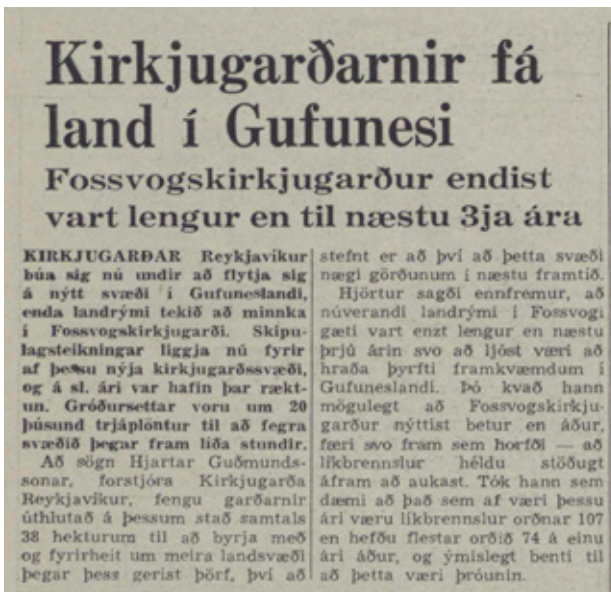 Kirkjugarðarnir fá
land í Gufunesi
Fossvogskirkjugarður endist
vart lengur en til næstu 3ja ára
KIRKJUGARÐAR Reykjavíkur
búa sig nú undir að flytja sig
á nýtt svæði í Gufuneslandi,
enda landrými tekið að minnka
í Fossvogskirkjugarði. Skipu-
lagsteikningar liggja nú fyrir
af þessu nýja kirkjugarðssvæði,
og á sl. ári var hafin þar rækt-
un. Gróðursettar voru um 20
þúsund trjáplöntur til að fegra
svæðið þegar fram líða stundir.
Að sögn Hjartar Guðmunds-
sonar, forstjóra Kirkjugarða
Reykjavíkur, fengu garðarnir
úthlutað á þessum stað samtals
38 hekturum til að byrja með
og fyrirheit um meira landsvæði
þegar þess gerist þörf, því að
stefnt er að því að þetta svæði
nægi görðunum í næstu framtíð.
Hjörtur sagði ennfremur, að
núverandi landrými í Fossvogi
gæti vart enzt lengur en næstu
þrjú árin svo að ljóst væri að
hraða þyrfti framkvæmdum í
Gufuneslandi. Þó kvað hann
mögulegt að Fossvogskirkju-
garður nýttist betur en áður,
færi svo fram sem horfði — að
líkbrennslur héldu stöðugt
áfram að aukast. Tók hann sem
dæmi að það sem af væri þessu
ári væru líkbrennslur orðnar 107
en hefðu flestar orðið 74 á einu
ári áður, og ýmislegt benti til
að þetta væri þróunin.